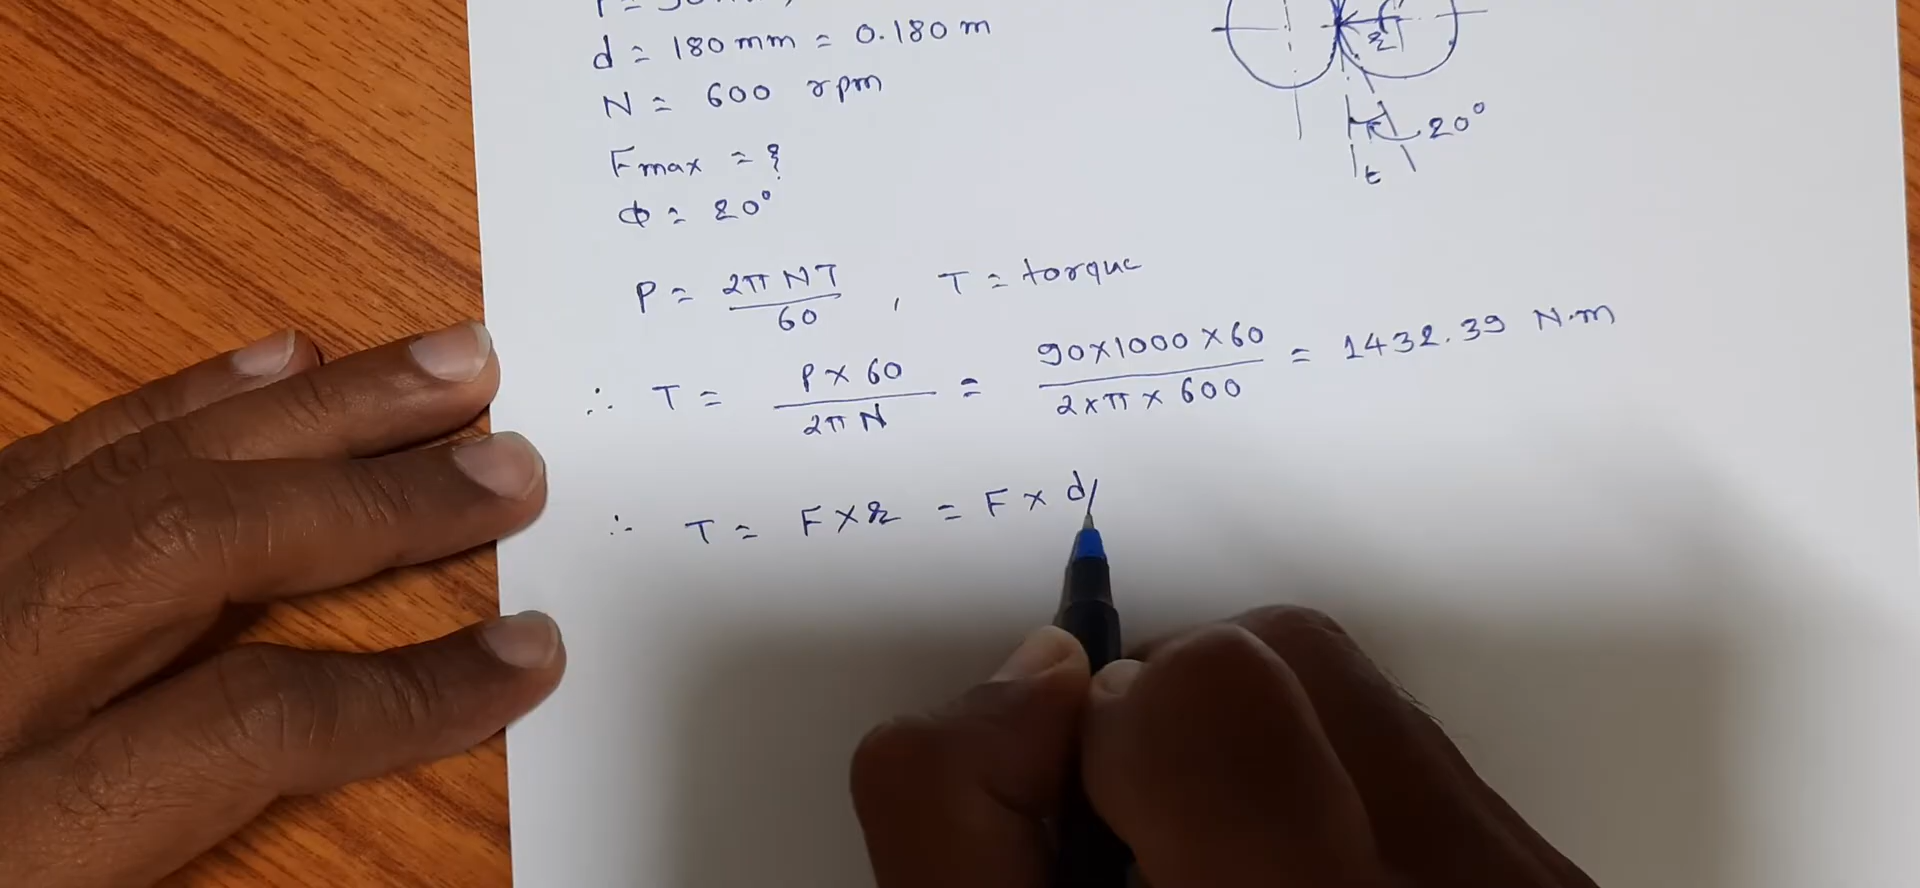 d = 180 mm = 0.180 m
N = 600 rpm
Fmax = ?
ϕ = 20°
20°
t
r
P = 2π NT / 60 , T = torque
∴ T = P × 60 / 2π N = 90×1000×60 / 2×π×600 = 1432.39 N.m
∴ T = F × r = F × d/